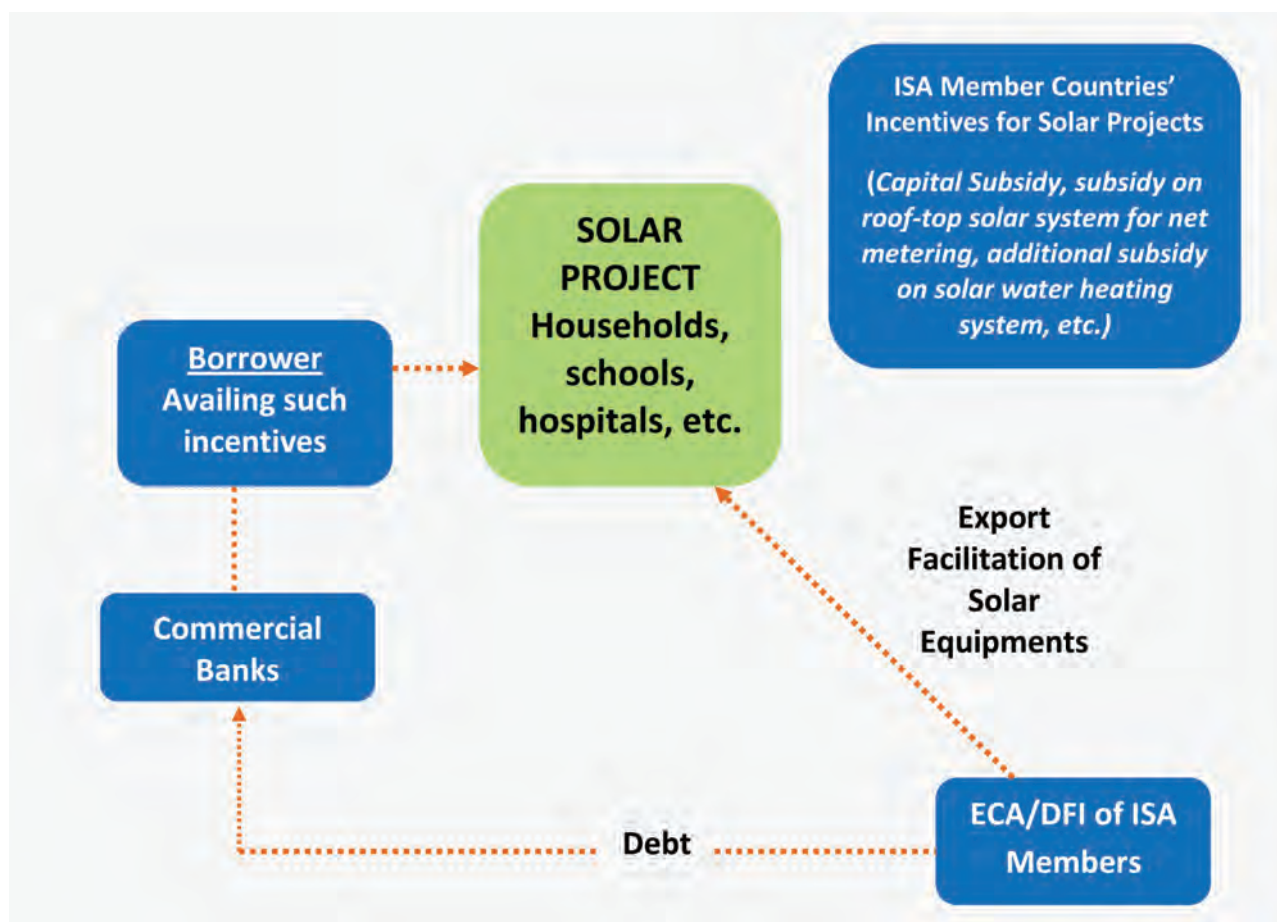 ISA Member Countries'
Incentives for Solar Projects
(Capital Subsidy, subsidy on
roof-top solar system for net
metering, additional subsidy
on solar water heating
system, etc.)
SOLAR
PROJECT
Households,
schools,
hospitals, etc.
Borrower
Availing such
incentives
Export
Facilitation of
Solar
Equipments
Commercial
Banks
ECA/DFI of ISA
Members
Debt